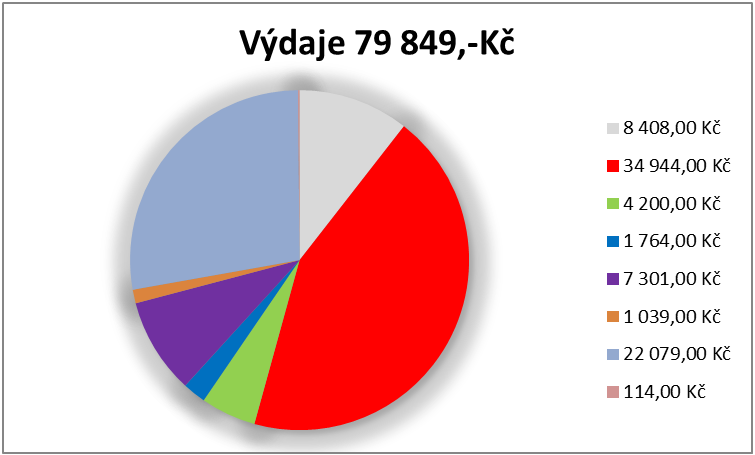 Výdaje 79 849,-Kč
8 408,00 Kč
34 944,00 Kč
4 200,00 Kč
1 764,00 Kč
7 301,00 Kč
1 039,00 Kč
22 079,00 Kč
114,00 Kč